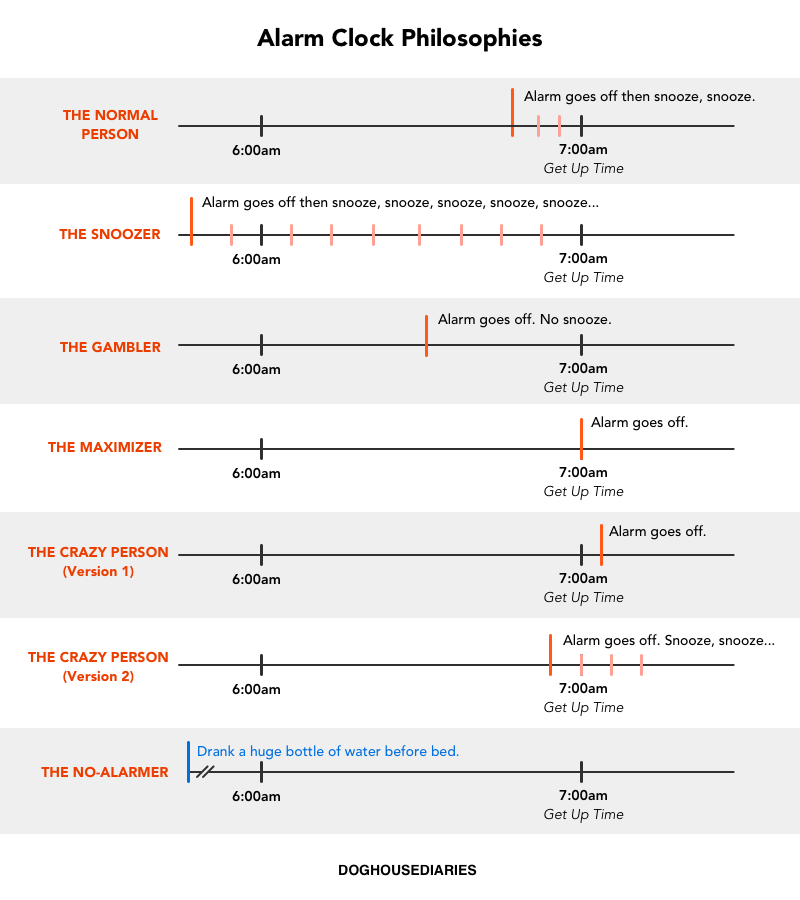 Alarm Clock Philosophies
THE NORMAL
PERSON
Alarm goes off then snooze, snooze.
6:00am
7:00am
Get Up Time
THE SNOOZER
Alarm goes off then snooze, snooze, snooze, snooze, snooze...
6:00am
7:00am
Get Up Time
THE GAMBLER
Alarm goes off. No snooze.
6:00am
7:00am
Get Up Time
THE MAXIMIZER
Alarm goes off.
6:00am
7:00am
Get Up Time
THE CRAZY PERSON
(Version 1)
Alarm goes off.
6:00am
7:00am
Get Up Time
THE CRAZY PERSON
(Version 2)
Alarm goes off. Snooze, snooze...
6:00am
7:00am
Get Up Time
THE NO-ALARMER
Drank a huge bottle of water before bed.
6:00am
7:00am
Get Up Time
DOGHOUSEDIARIES